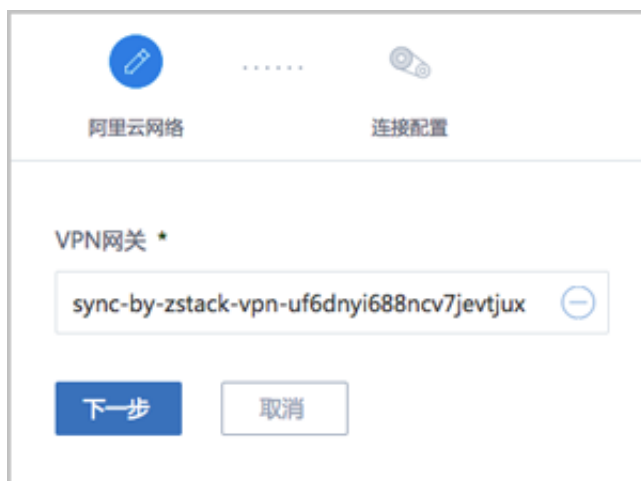 阿里云网络
连接配置
VPN网关 *
sync-by-zstack-vpn-uf6dnyi688ncv7jevtjux
下一步
取消